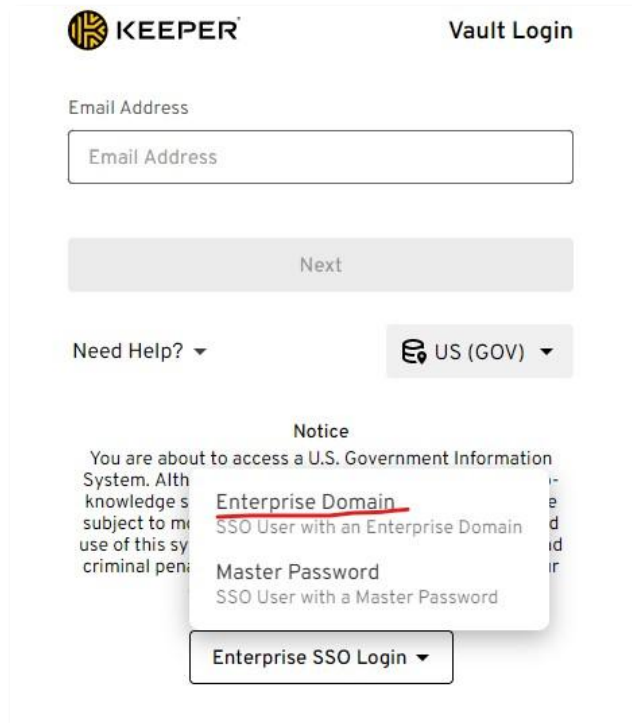 KEEPER
Vault Login
Email Address
Email Address
Next
Need Help?
US (GOV)
Notice
You are about to access a U.S. Government Information
System. Alth
knowledge s
subject to mo
use of this sy
criminal pena
Enterprise Domain
SSO User with an Enterprise Domain
Master Password
SSO User with a Master Password
Enterprise SSO Login